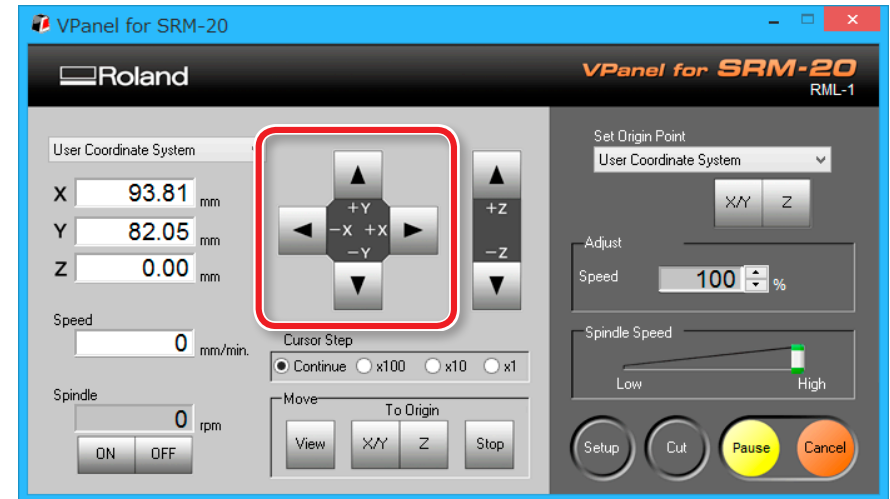 VPanel for SRM-20
Roland
VPanel for SRM-20
RML-1
User Coordinate System
X 93.81 mm
Y 82.05 mm
Z 0.00 mm
Speed
0 mm/min.
Spindle
0 rpm
ON OFF
+Y
-X +X
-Y
+Z
-Z
Cursor Step
Continue x100 x10 x1
Move
To Origin
View X/Y Z Stop
Set Origin Point
User Coordinate System
X/Y Z
Adjust
Speed 100 %
Spindle Speed
Low High
Setup Cut Pause Cancel